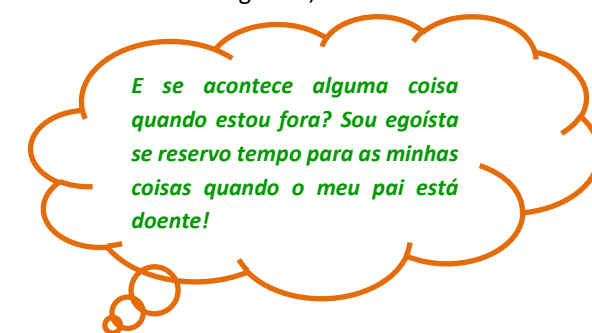 E se acontece alguma coisa
quando estou fora? Sou egoísta
se reservo tempo para as minhas
coisas quando o meu pai está
doente!